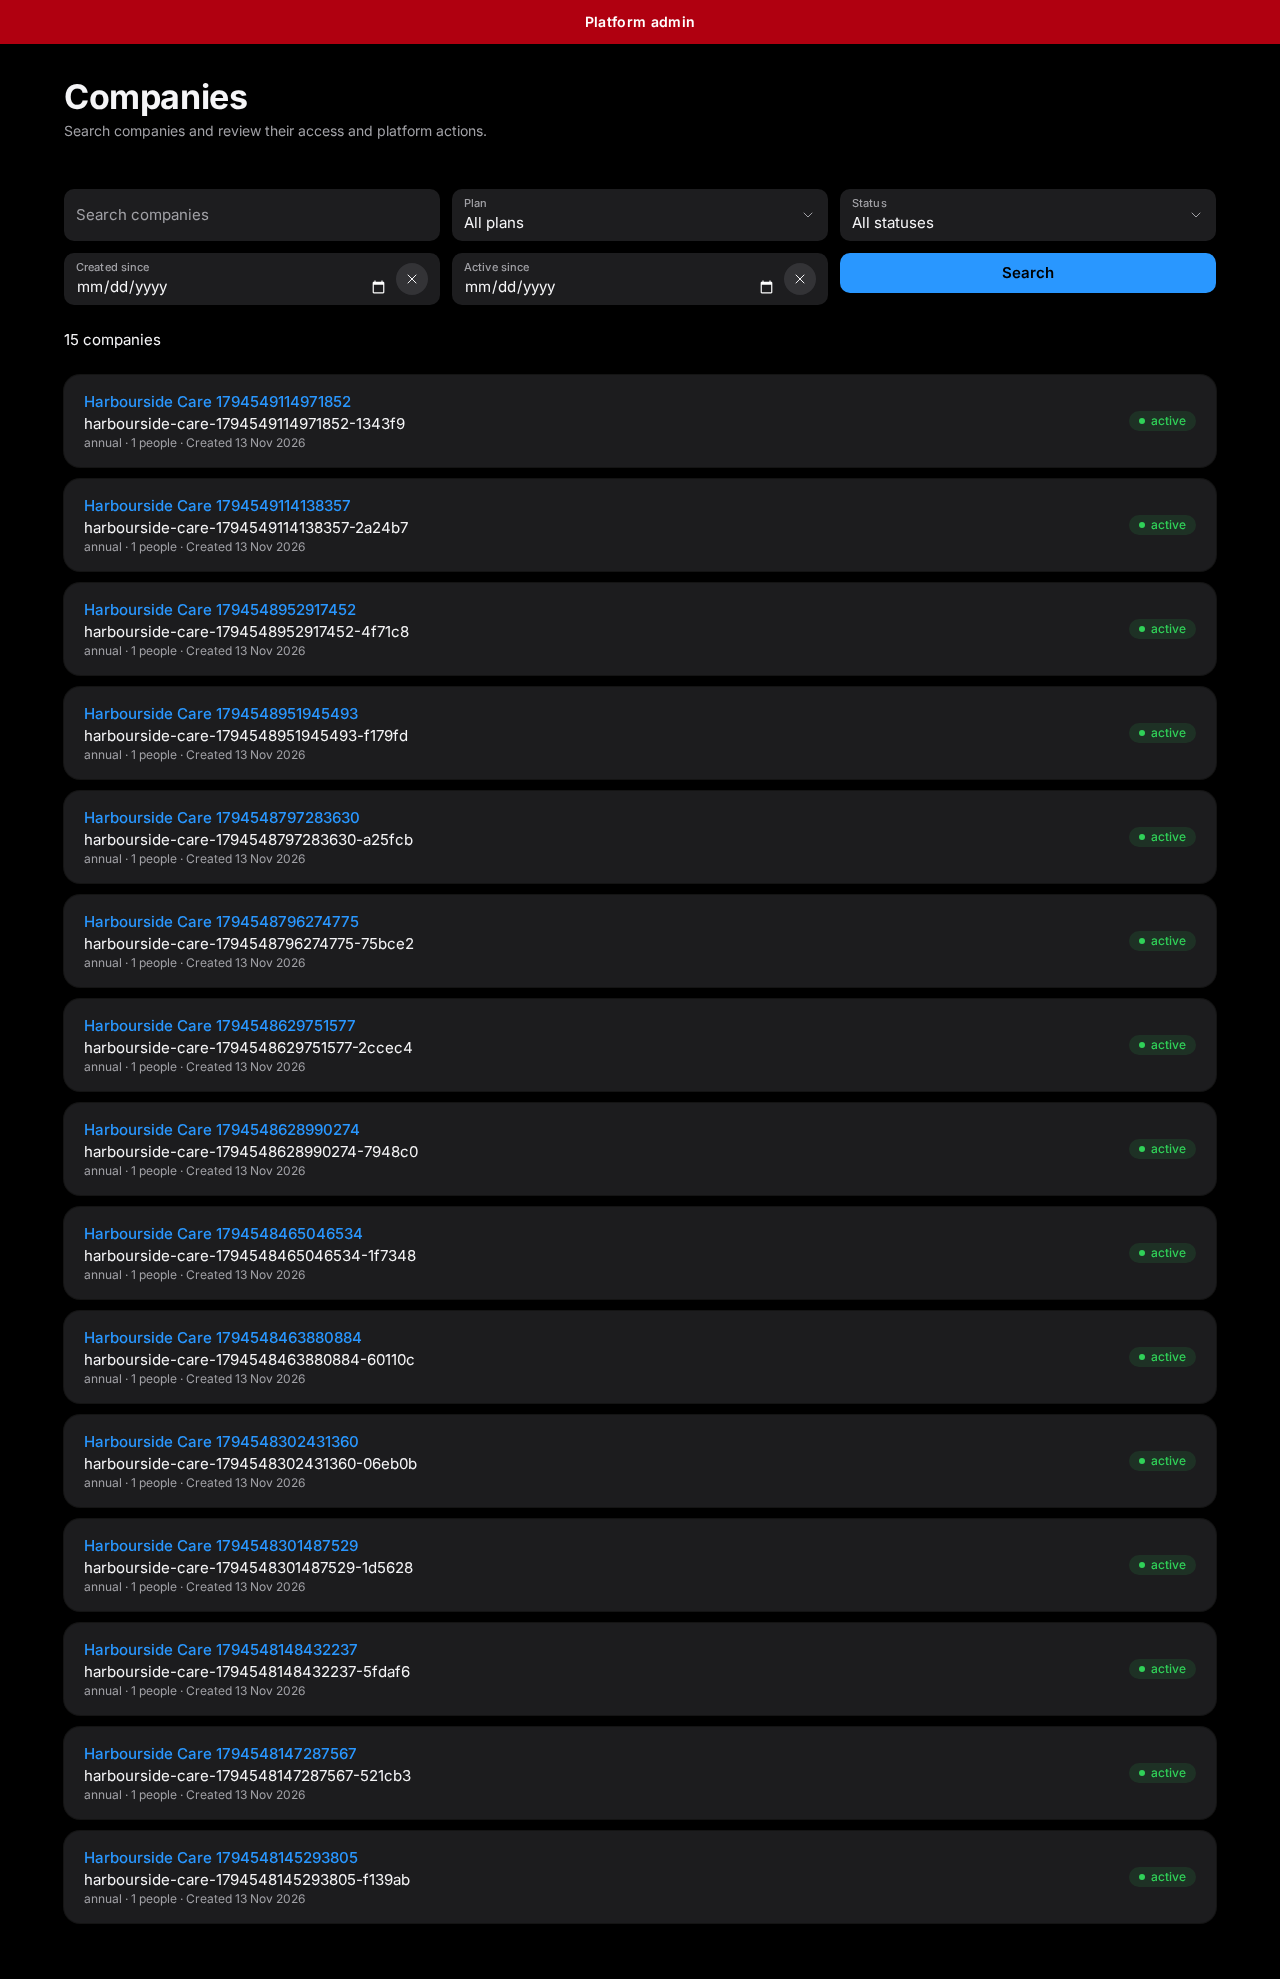 Platform admin
Companies
Search companies and review their access and platform actions.
Search companies
Plan
All plans
Status
All statuses
Created since
mm/dd/yyyy
Active since
mm/dd/yyyy
Search
15 companies
Harbourside Care 1794549114971852
harbourside-care-1794549114971852-1343f9
annual · 1 people · Created 13 Nov 2026
active
Harbourside Care 1794549114138357
harbourside-care-1794549114138357-2a24b7
annual · 1 people · Created 13 Nov 2026
active
Harbourside Care 1794548952917452
harbourside-care-1794548952917452-4f71c8
annual · 1 people · Created 13 Nov 2026
active
Harbourside Care 1794548951945493
harbourside-care-1794548951945493-f179fd
annual · 1 people · Created 13 Nov 2026
active
Harbourside Care 1794548797283630
harbourside-care-1794548797283630-a25fcb
annual · 1 people · Created 13 Nov 2026
active
Harbourside Care 1794548796274775
harbourside-care-1794548796274775-75bce2
annual · 1 people · Created 13 Nov 2026
active
Harbourside Care 1794548629751577
harbourside-care-1794548629751577-2ccec4
annual · 1 people · Created 13 Nov 2026
active
Harbourside Care 1794548628990274
harbourside-care-1794548628990274-7948c0
annual · 1 people · Created 13 Nov 2026
active
Harbourside Care 1794548465046534
harbourside-care-1794548465046534-1f7348
annual · 1 people · Created 13 Nov 2026
active
Harbourside Care 1794548463880884
harbourside-care-1794548463880884-60110c
annual · 1 people · Created 13 Nov 2026
active
Harbourside Care 1794548302431360
harbourside-care-1794548302431360-06eb0b
annual · 1 people · Created 13 Nov 2026
active
Harbourside Care 1794548301487529
harbourside-care-1794548301487529-1d5628
annual · 1 people · Created 13 Nov 2026
active
Harbourside Care 1794548148432237
harbourside-care-1794548148432237-5fdaf6
annual · 1 people · Created 13 Nov 2026
active
Harbourside Care 1794548147287567
harbourside-care-1794548147287567-521cb3
annual · 1 people · Created 13 Nov 2026
active
Harbourside Care 1794548145293805
harbourside-care-1794548145293805-f139ab
annual · 1 people · Created 13 Nov 2026
active